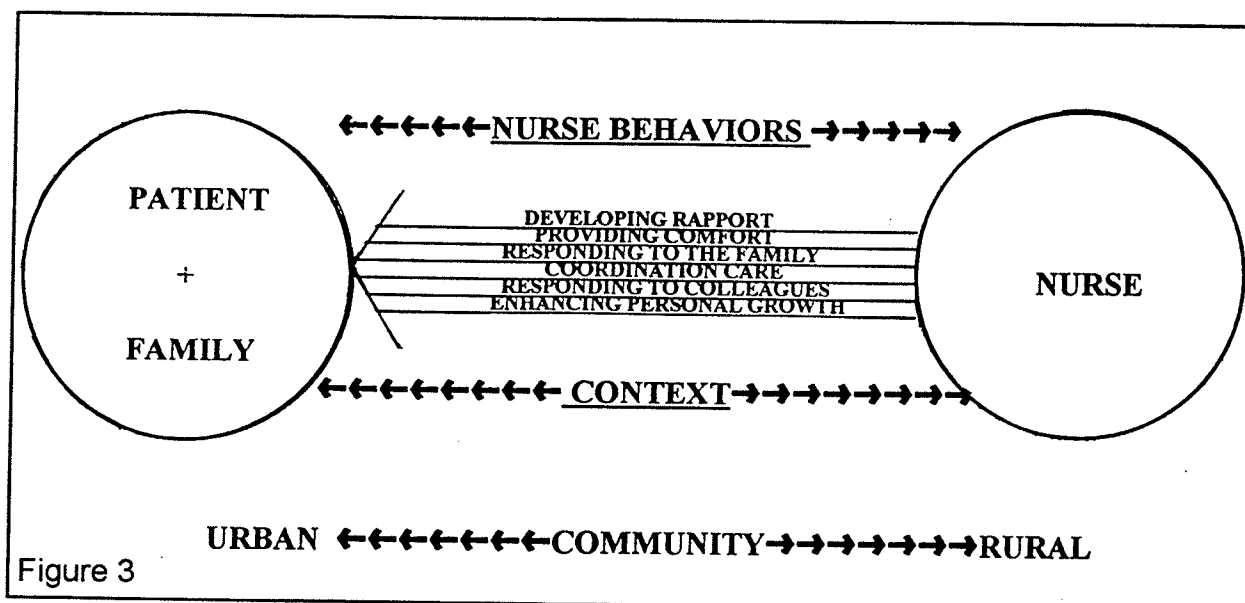 NURSE BEHAVIORS
PATIENT
+
FAMILY
DEVELOPING RAPPORT
PROVIDING COMFORT
RESPONDING TO THE FAMILY
COORDINATION CARE
RESPONDING TO COLLEAGUES
ENHANCING PERSONAL GROWTH
NURSE
CONTEXT
URBAN COMMUNITY RURAL
Figure 3